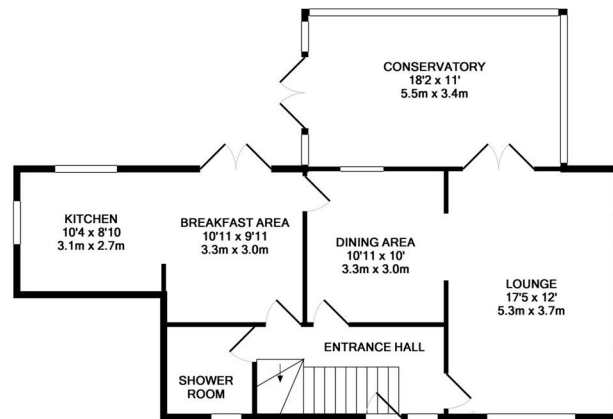 CONSERVATORY
18'2 x 11'
5.5m x 3.4m
KITCHEN
10'4 x 8'10
3.1m x 2.7m
BREAKFAST AREA
10'11 x 9'11
3.3m x 3.0m
DINING AREA
10'11 x 10'
3.3m x 3.0m
LOUNGE
17'5 x 12'
5.3m x 3.7m
ENTRANCE HALL
SHOWER
ROOM